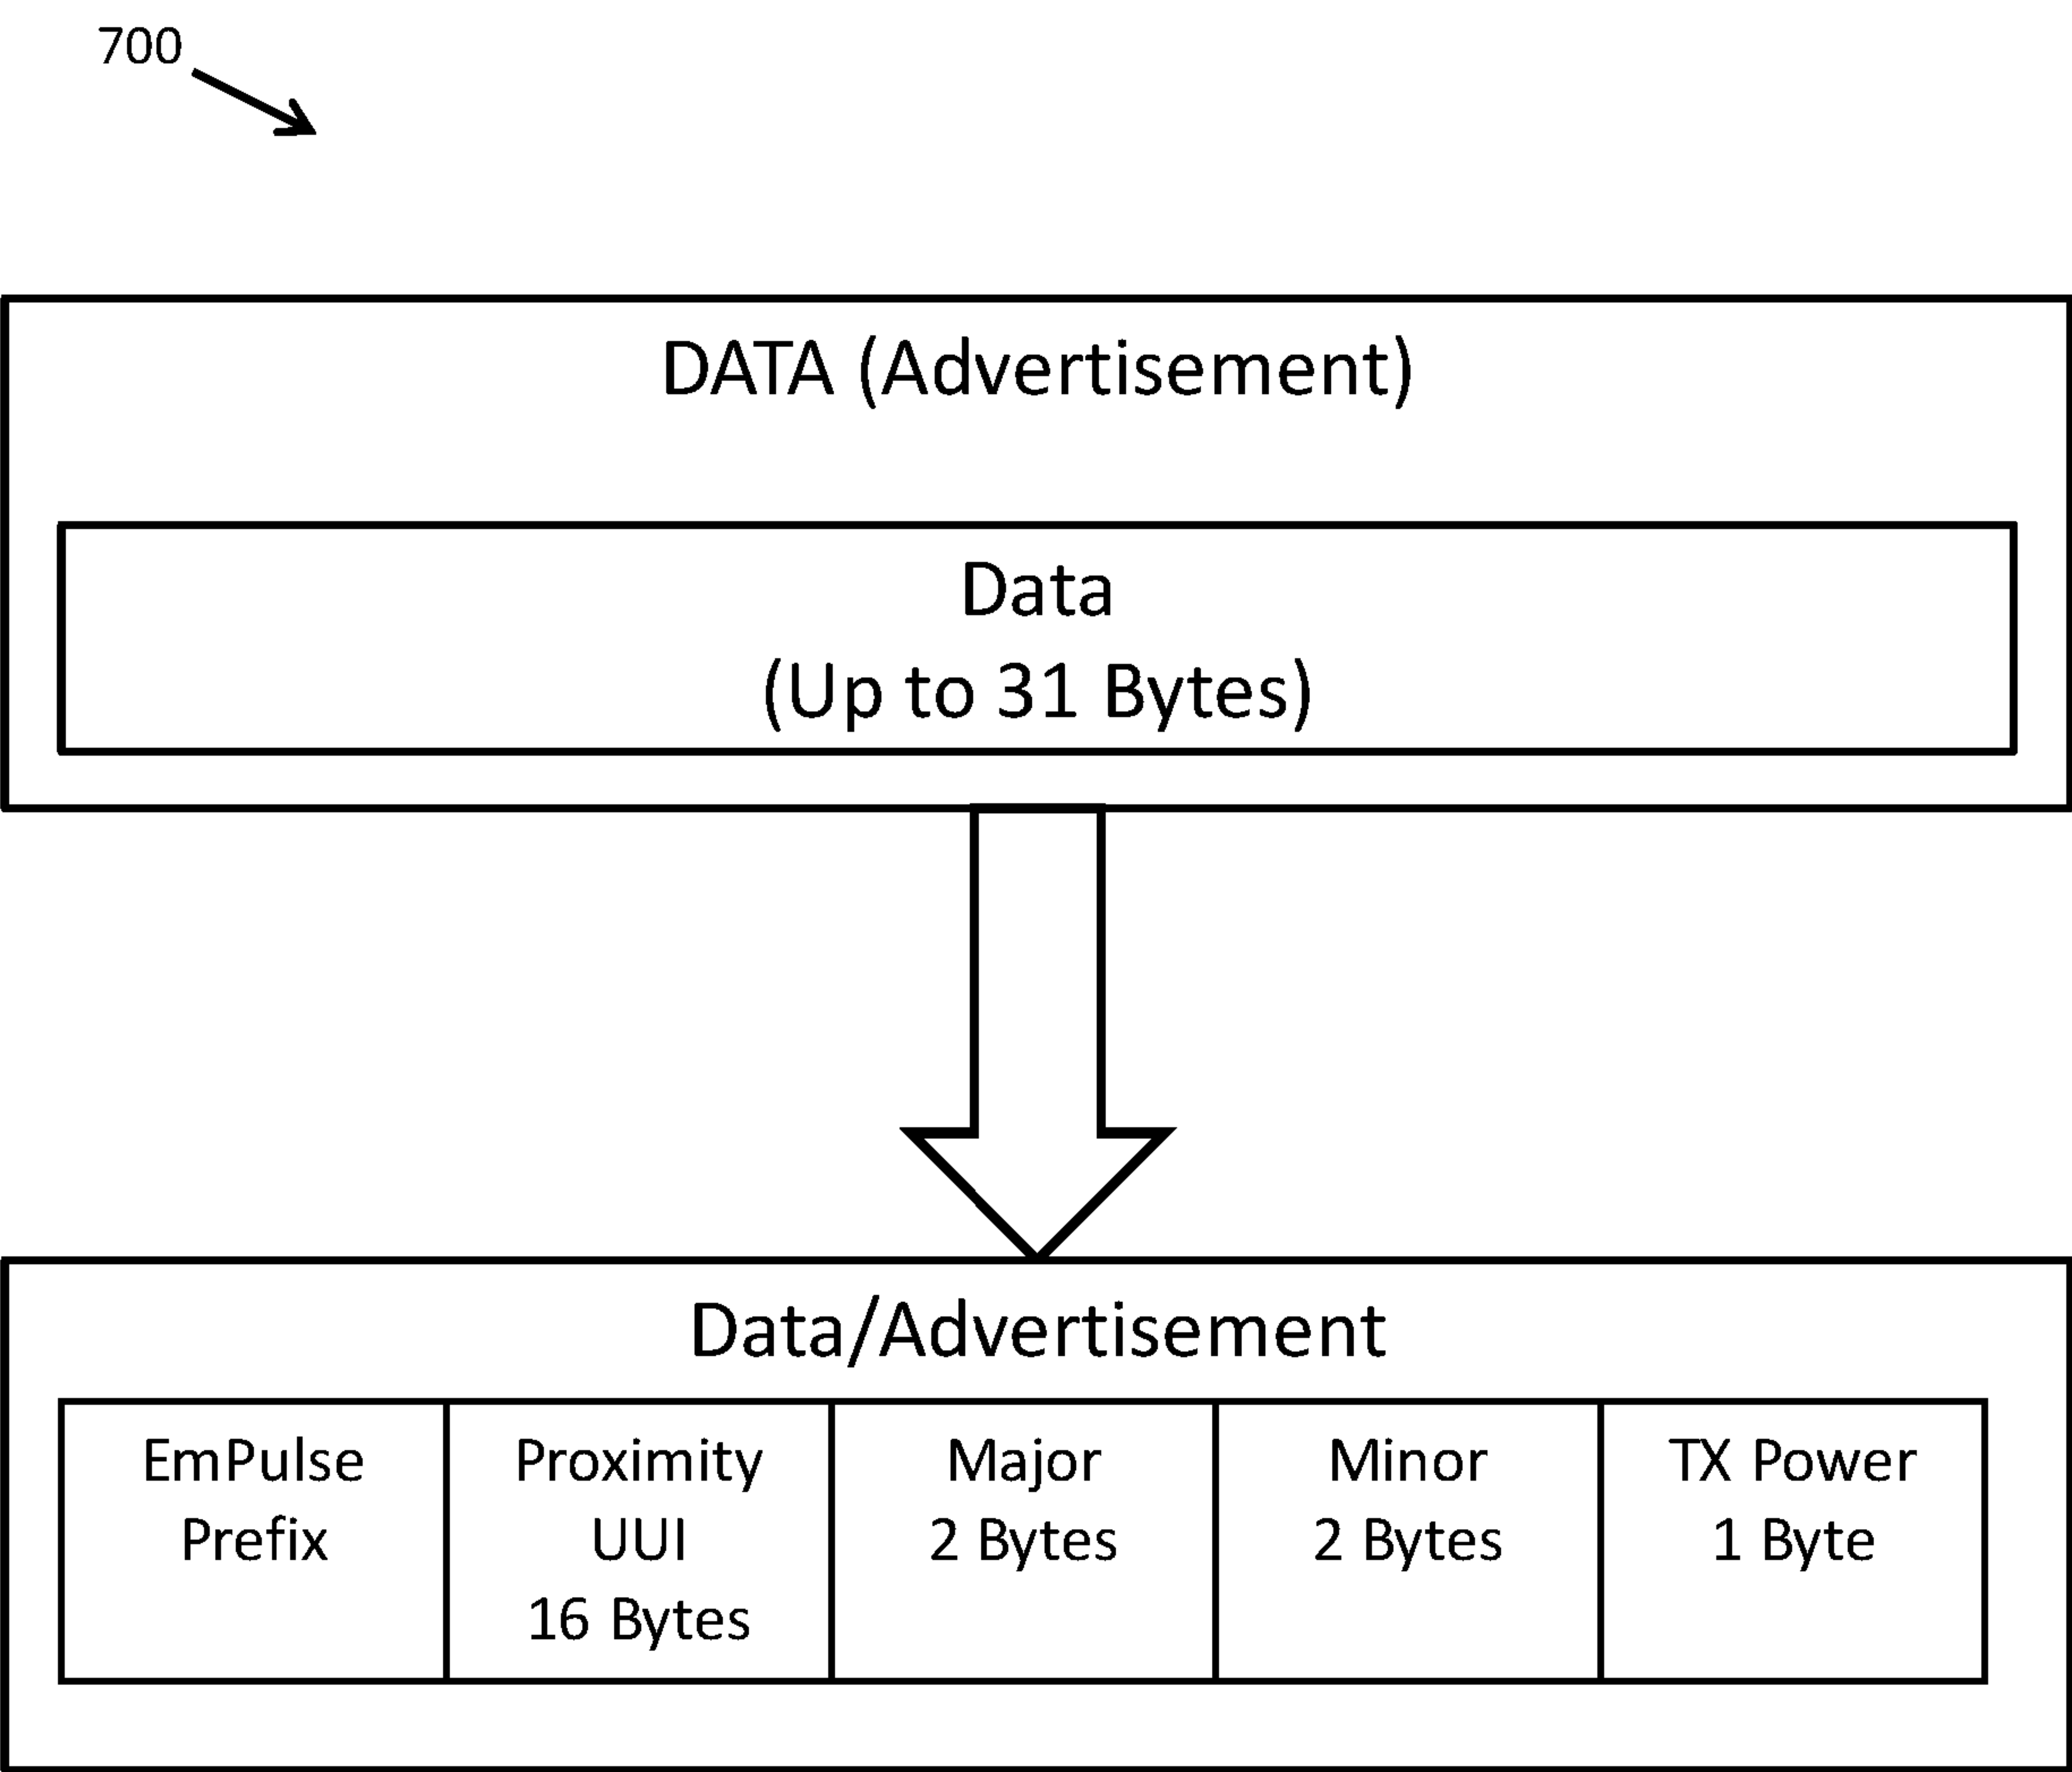 700
DATA (Advertisement)
Data
(Up to 31 Bytes)
Data/Advertisement
EmPulse
Prefix
Proximity
UUI
16 Bytes
Major
2 Bytes
Minor
2 Bytes
TX Power
1 Byte